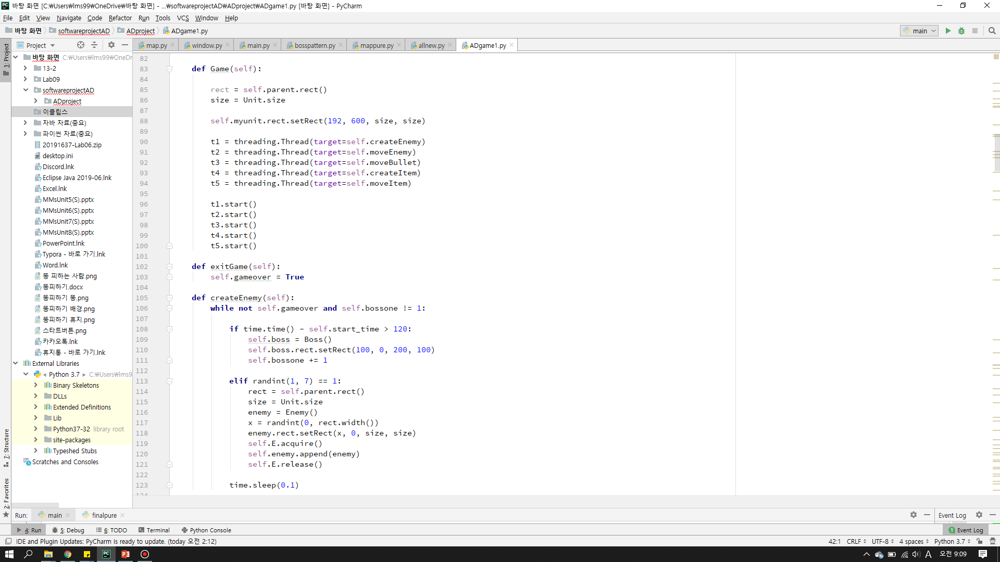 바탕 화면 [C:₩Users₩lms99₩OneDrive₩바탕 화면] - ...₩softwareprojectAD₩ADproject₩ADgame1.py [바탕 화면] - PyCharm
File Edit View Navigate Code Refactor Run Tools VCS Window Help
바탕 화면 softwareprojectAD ADproject ADgame1.py main
Project map.py window.py main.py bosspattern.py mappure.py allnew.py ADgame1.py
1: Project
바탕 화면 C:₩Users₩lms99₩OneDr
13-2
Lab09
softwareprojectAD
ADproject
이클립스
자바 자료(중요)
파이썬 자료(중요)
20191637-Lab06.zip
desktop.ini
Discord.lnk
Eclipse Java 2019-06.lnk
Excel.lnk
MMsUnit5(S).pptx
MMsUnit6(S).pptx
MMsUnit7(S).pptx
MMsUnit8(S).pptx
PowerPoint.lnk
Typora - 바로 가기.lnk
Word.lnk
똥 피하는 사람.png
똥피하기.docx
똥피하기 똥.png
똥피하기 배경.png
똥피하기 휴지.png
스타트버튼.png
카카오톡.lnk
휴지통 - 바로 가기.lnk
External Libraries
< Python 3.7 > C:₩Users₩lms9
Binary Skeletons
DLLs
Extended Definitions
Lib
Python37-32 library root
site-packages
Typeshed Stubs
Scratches and Consoles
7: Structure
2: Favorites
82
83 def Game(self):
84
85 rect = self.parent.rect()
86 size = Unit.size
87
88 self.myunit.rect.setRect(192, 600, size, size)
89
90 t1 = threading.Thread(target=self.createEnemy)
91 t2 = threading.Thread(target=self.moveEnemy)
92 t3 = threading.Thread(target=self.moveBullet)
93 t4 = threading.Thread(target=self.createItem)
94 t5 = threading.Thread(target=self.moveItem)
95
96 t1.start()
97 t2.start()
98 t3.start()
99 t4.start()
100 t5.start()
101
102 def exitGame(self):
103 self.gameover = True
104
105 def createEnemy(self):
106 while not self.gameover and self.bossone != 1:
107
108 if time.time() - self.start_time > 120:
109 self.boss = Boss()
110 self.boss.rect.setRect(100, 0, 200, 100)
111 self.bossone += 1
112
113 elif randint(1, 7) == 1:
114 rect = self.parent.rect()
115 size = Unit.size
116 enemy = Enemy()
117 x = randint(0, rect.width())
118 enemy.rect.setRect(x, 0, size, size)
119 self.E.acquire()
120 self.enemy.append(enemy)
121 self.E.release()
122
123 time.sleep(0.1)
124
Run: main finalpure Event Log
4: Run 5: Debug 6: TODO Terminal Python Console 1 Event Log
IDE and Plugin Updates: PyCharm is ready to update. (today 오전 2:12) 42:1 CRLF UTF-8 4 spaces Python 3.7
A 오전 9:09